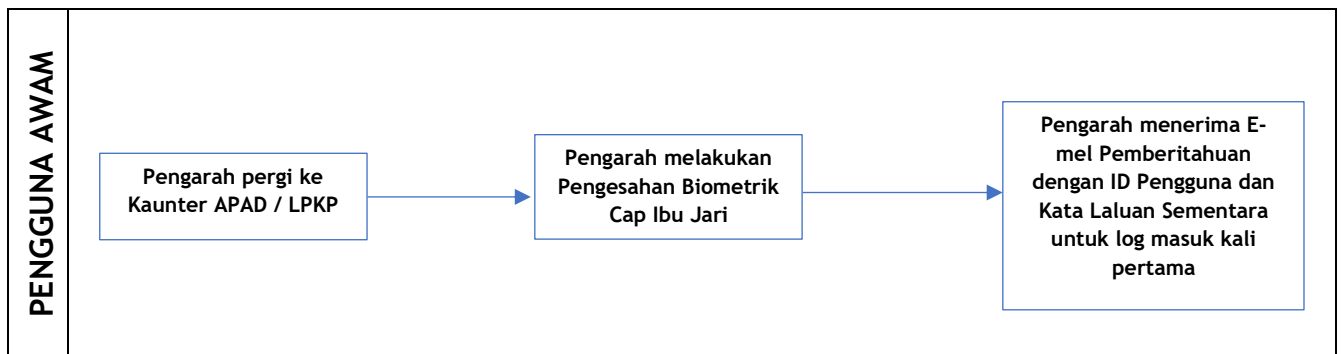 PENGGUNA AWAM
Pengarah pergi ke
Kaunter APAD / LPKP
Pengarah melakukan
Pengesahan Biometrik
Cap Ibu Jari
Pengarah menerima E-
mel Pemberitahuan
dengan ID Pengguna dan
Kata Laluan Sementara
untuk log masuk kali
pertama